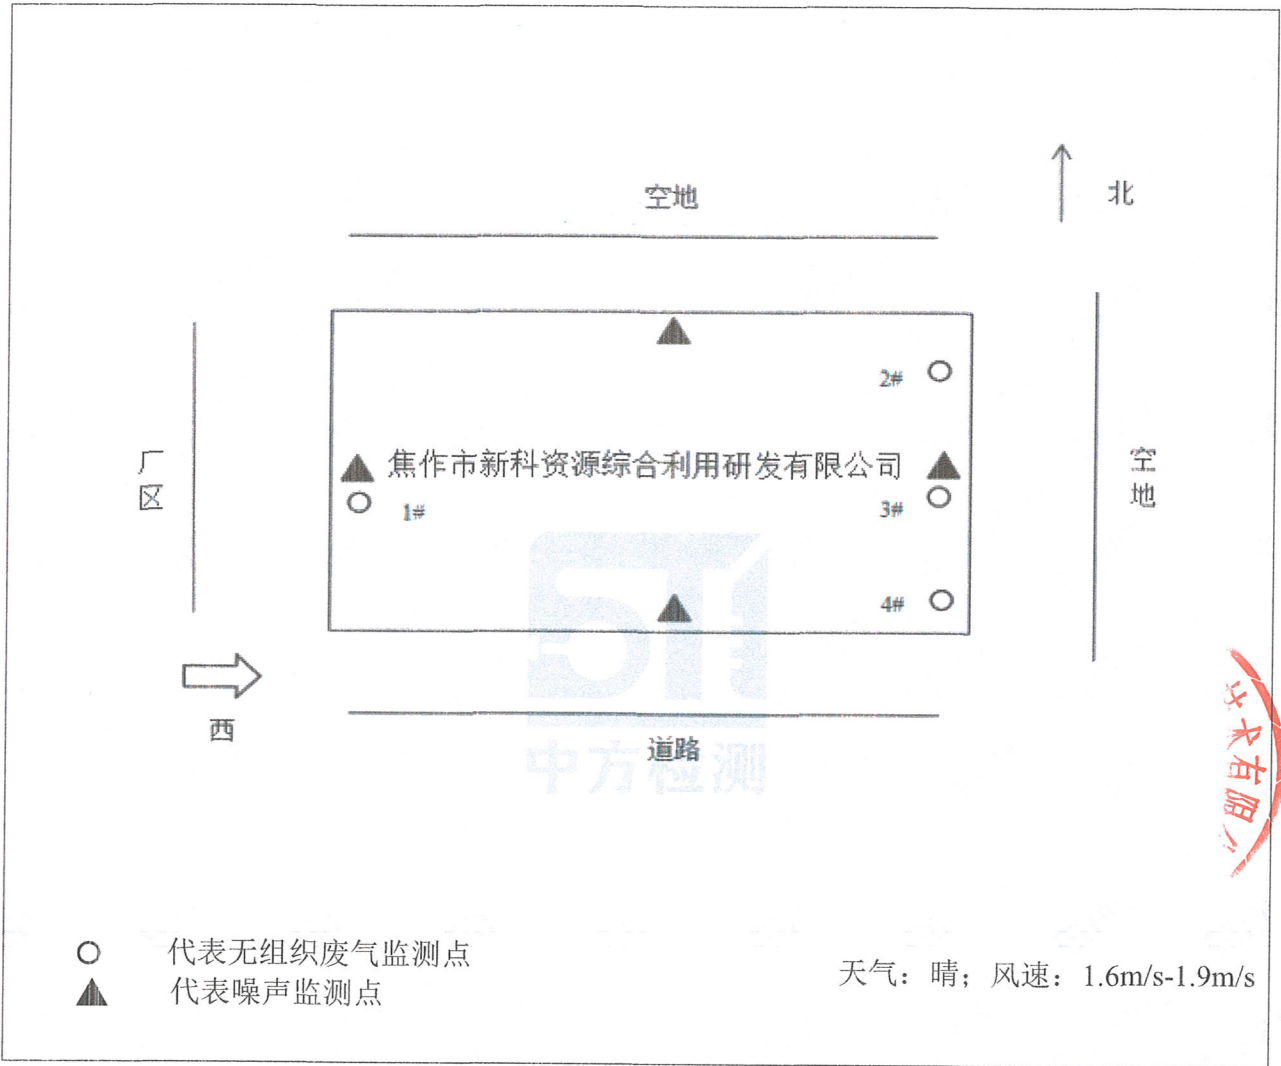 空地
北
厂区
空地
2#
焦作市新科资源综合利用研发有限公司
1#
3#
4#
西
道路
中方检测
有限
代表无组织废气监测点
代表噪声监测点
天气：晴；风速：1.6m/s-1.9m/s